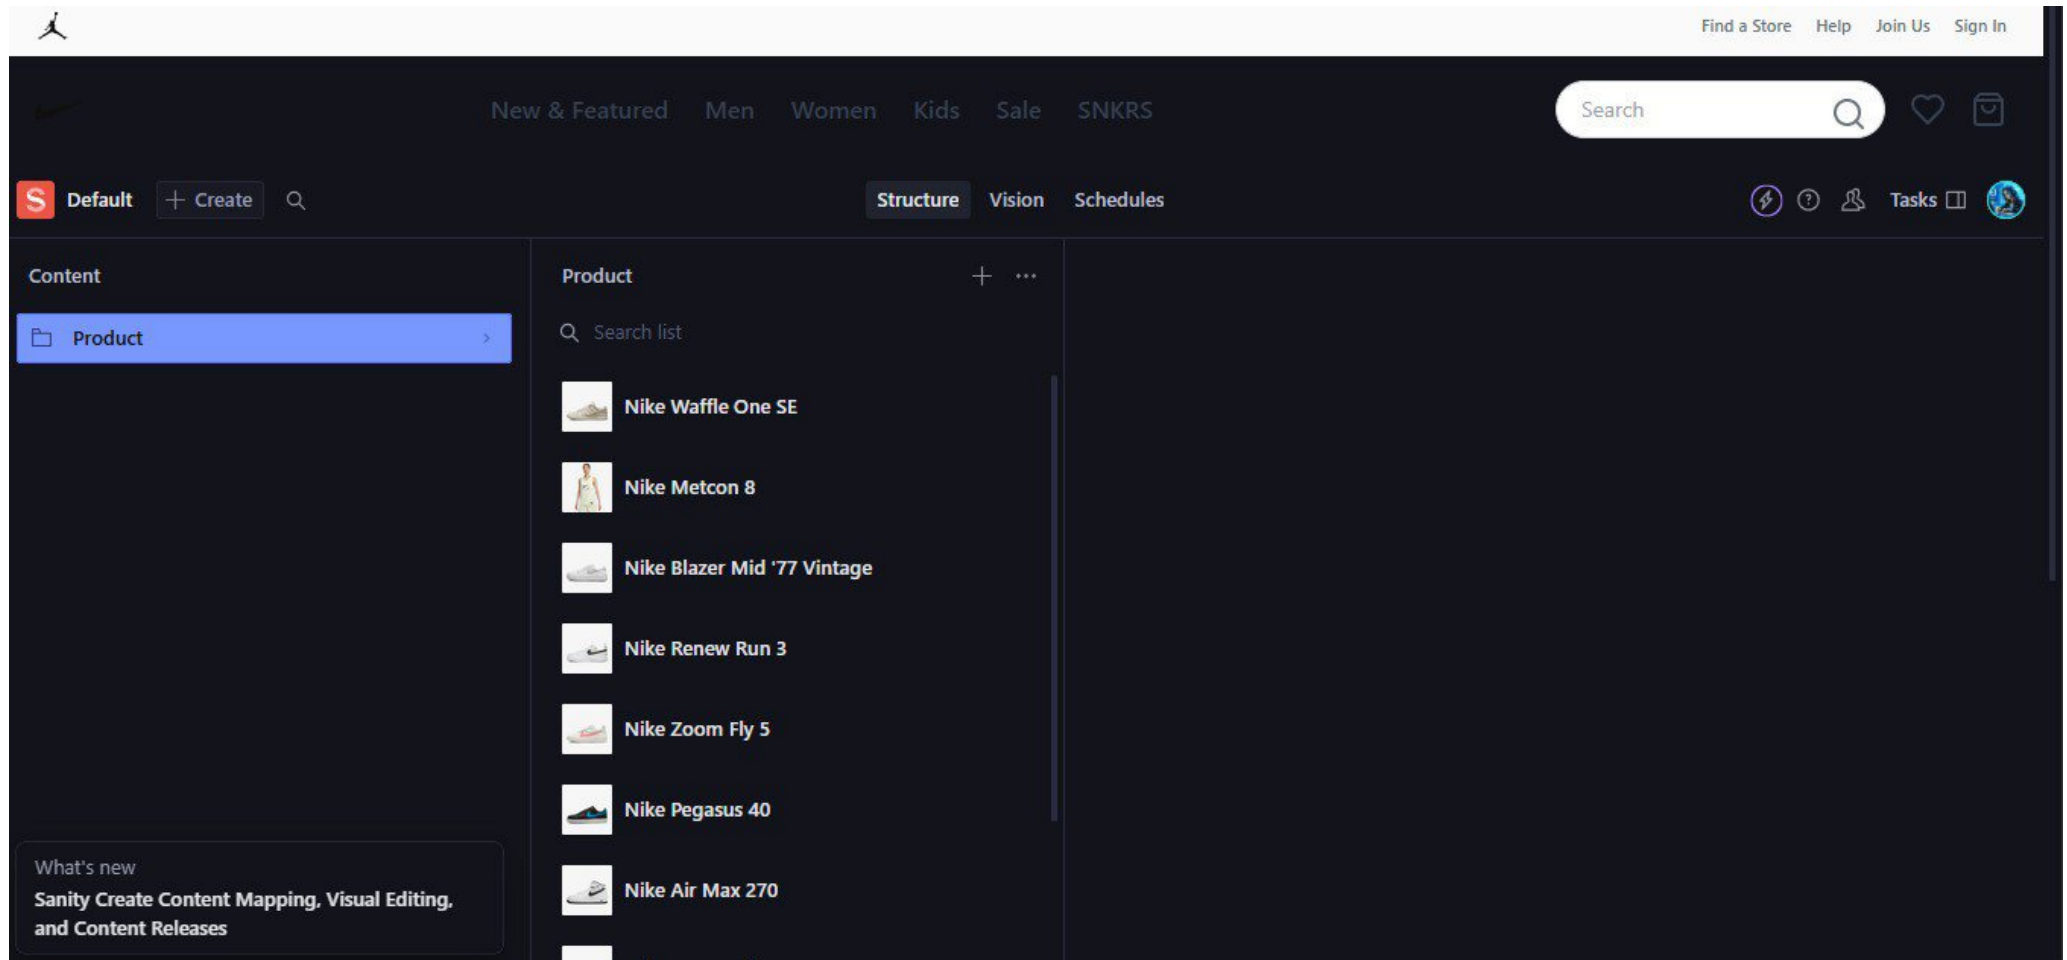 Find a Store Help Join Us Sign In
New & Featured Men Women Kids Sale SNKRS
Search
S Default + Create
Structure Vision Schedules
Tasks
Content
Product
Product
Search list
Nike Waffle One SE
Nike Metcon 8
Nike Blazer Mid '77 Vintage
Nike Renew Run 3
Nike Zoom Fly 5
Nike Pegasus 40
Nike Air Max 270
What's new
Sanity Create Content Mapping, Visual Editing,
and Content Releases